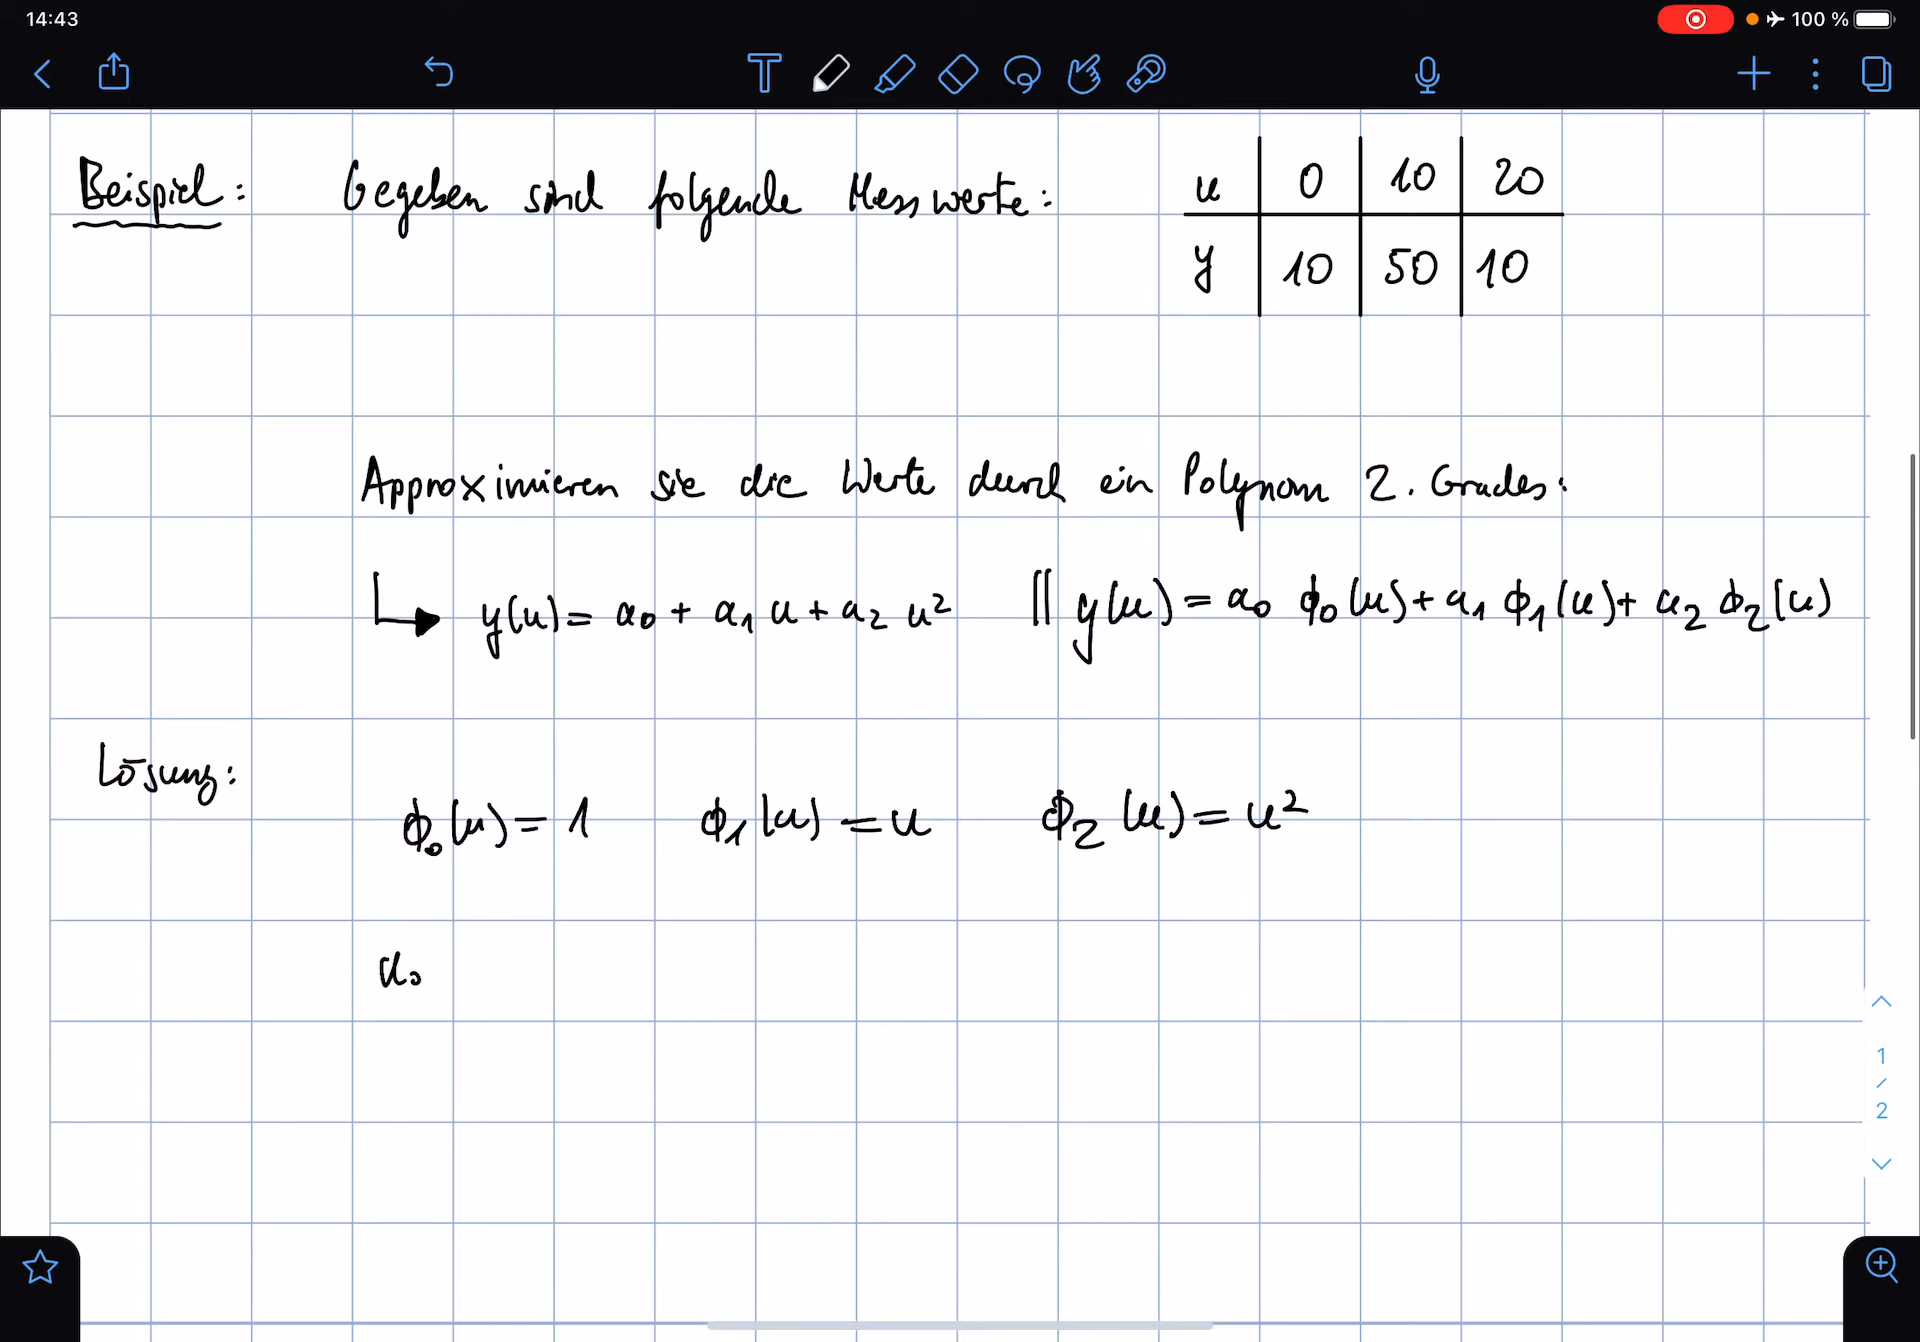 14:43
100 %
Beispiel: Gegeben sind folgende Messwerte:
u 0 10 20
y 10 50 10
Approximieren sie die Werte durch ein Polynom 2. Grades:
y(u) = a₀ + a₁ u + a₂ u² || y(u) = a₀ ϕ₀(u) + a₁ ϕ₁(u) + a₂ ϕ₂(u)
Lösung:
ϕ₀(u) = 1 ϕ₁(u) = u ϕ₂(u) = u²
u₀
1
/
2